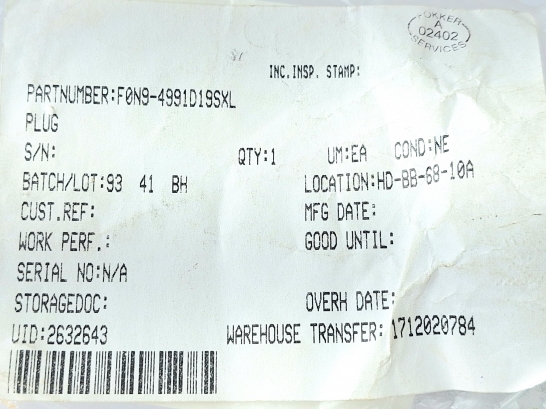 FOKKER
A
02402
SERVICES
INC.INSP. STAMP:
PARTNUMBER:F0N9-4991D19SXL
PLUG
S/N: QTY:1 UM:EA COND:NE
BATCH/LOT:93 41 BH LOCATION:HD-BB-68-10A
CUST.REF: MFG DATE:
WORK PERF.: GOOD UNTIL:
SERIAL NO:N/A
STORAGEDOC: OVERH DATE:
UID:2632643 WAREHOUSE TRANSFER: 1712020784